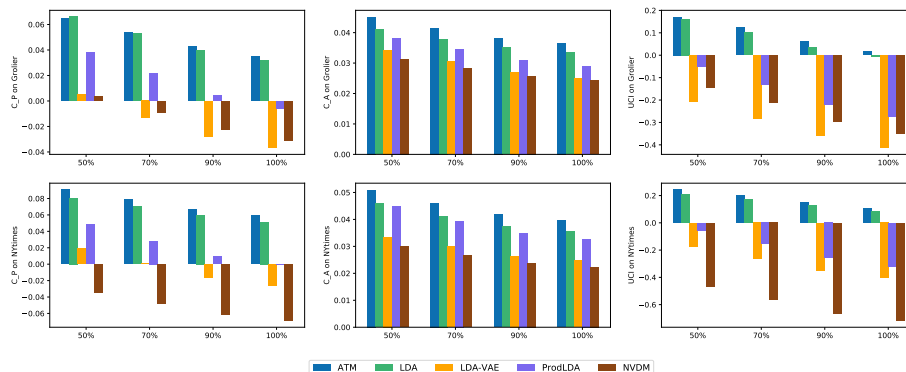 C_P on Grolier
0.06
0.04
0.02
0.00
−0.02
−0.04
50% 70% 90% 100%
C_A on Grolier
0.04
0.03
0.02
0.01
0.00
50% 70% 90% 100%
UCI on Grolier
0.2
0.1
0.0
−0.1
−0.2
−0.3
−0.4
50% 70% 90% 100%
C_P on NYtimes
0.08
0.06
0.04
0.02
0.00
−0.02
−0.04
−0.06
50% 70% 90% 100%
C_A on NYtimes
0.05
0.04
0.03
0.02
0.01
0.00
50% 70% 90% 100%
UCI on NYtimes
0.2
0.0
−0.2
−0.4
−0.6
50% 70% 90% 100%
ATM LDA LDA-VAE ProdLDA NVDM